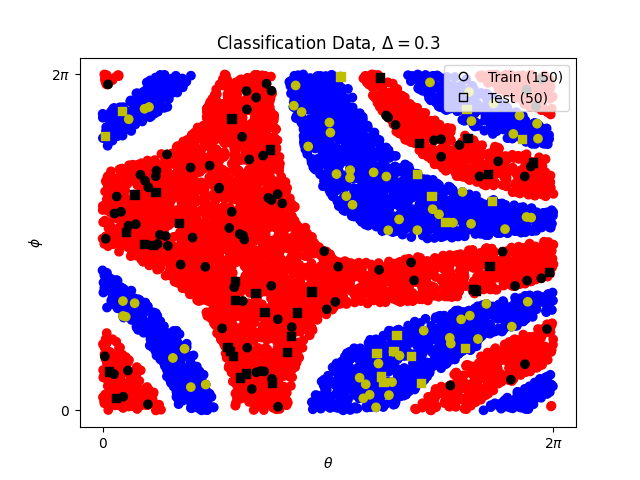 Classification Data, Δ = 0.3
2π
Train (150)
Test (50)
ϕ
0
0
2π
θ